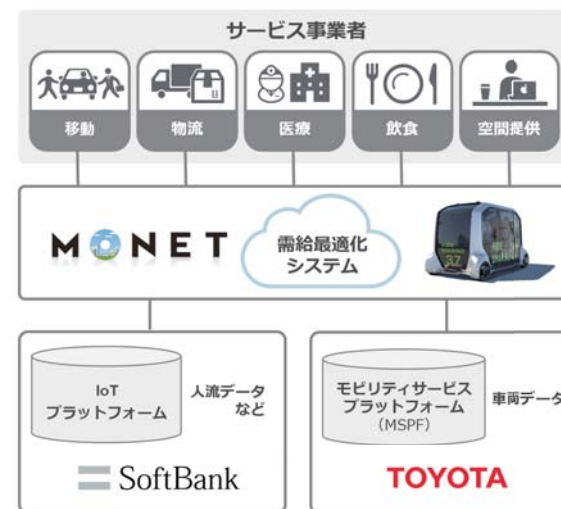 サービス事業者
移動
物流
医療
飲食
空間提供
MONET
需給最適化
システム
37
IoT
プラットフォーム
人流データ
など
SoftBank
モビリティサービス
プラットフォーム
(MSPF)
車両データ
TOYOTA